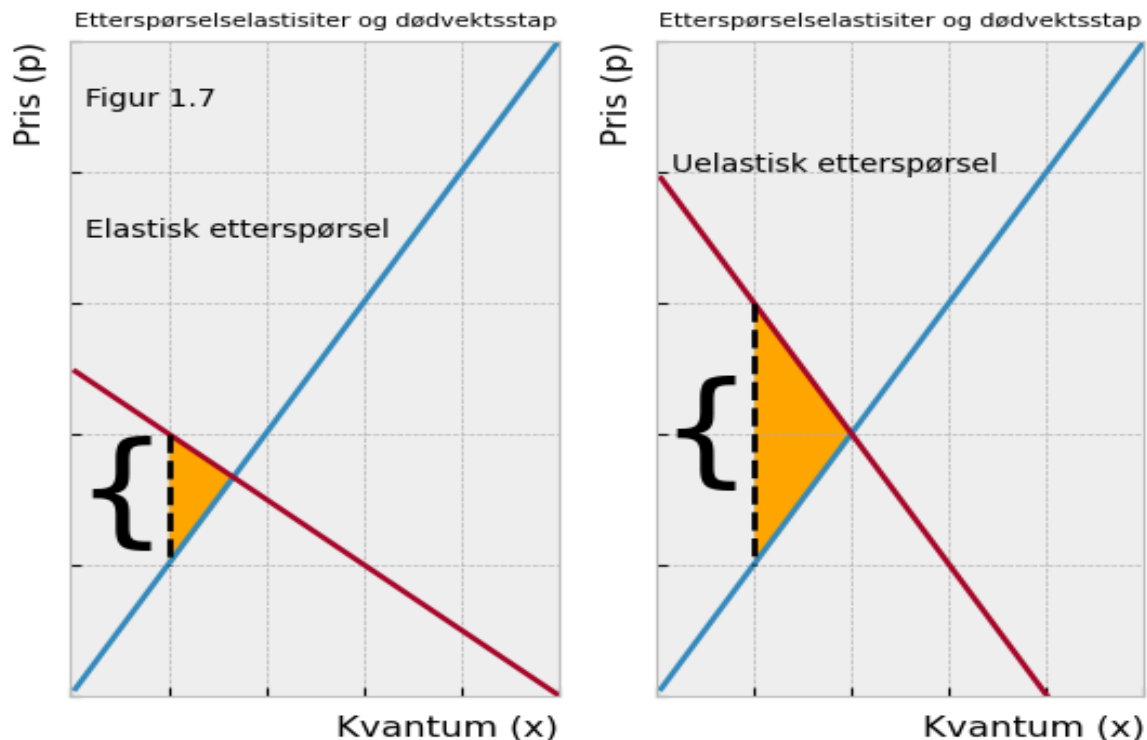 Etterspørselselastisiter og dødvektsstap
Pris (p)
Figur 1.7
Elastisk etterspørsel
{
Kvantum (x)
Etterspørselselastisiter og dødvektsstap
Pris (p)
Uelastisk etterspørsel
{
Kvantum (x)